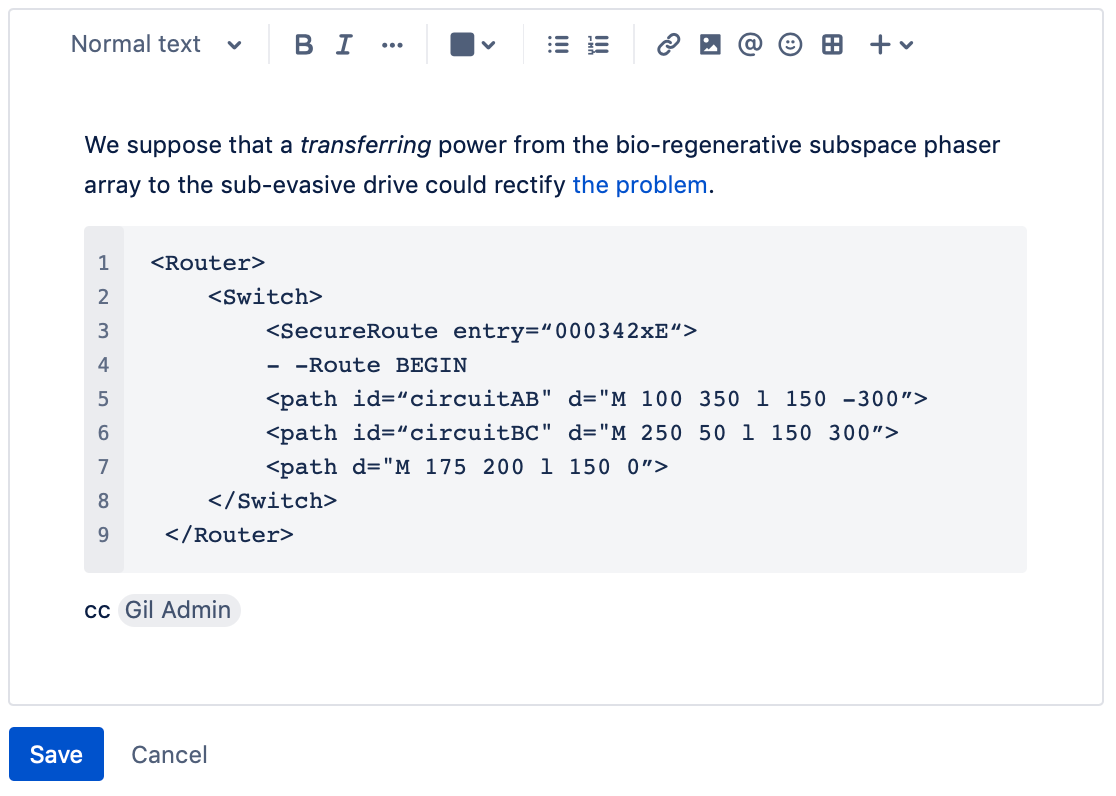 Normal text
We suppose that a transferring power from the bio-regenerative subspace phaser
array to the sub-evasive drive could rectify the problem.
1 <Router>
2 <Switch>
3 <SecureRoute entry=“000342xE“>
4 – –Route BEGIN
5 <path id=“circuitAB" d="M 100 350 l 150 –300”>
6 <path id=“circuitBC" d="M 250 50 l 150 300”>
7 <path d="M 175 200 l 150 0”>
8 </Switch>
9 </Router>
cc Gil Admin
Save Cancel